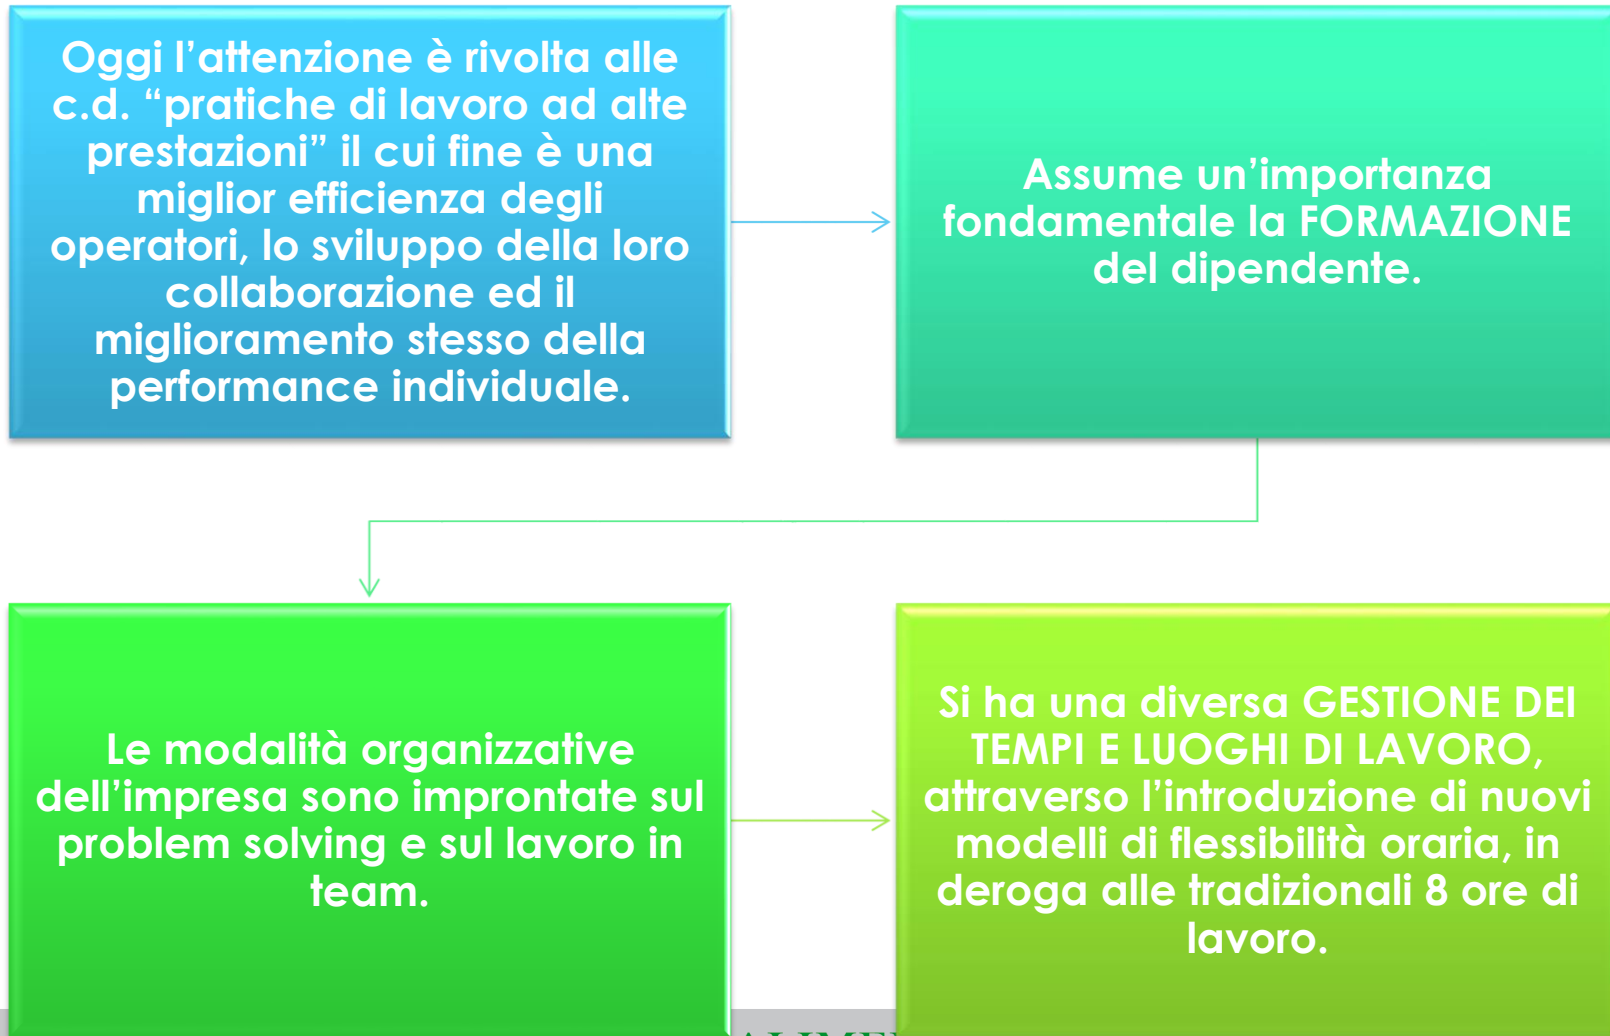 Oggi l’attenzione è rivolta alle
c.d. “pratiche di lavoro ad alte
prestazioni” il cui fine è una
miglior efficienza degli
operatori, lo sviluppo della loro
collaborazione ed il
miglioramento stesso della
performance individuale.
Assume un’importanza
fondamentale la FORMAZIONE
del dipendente.
Le modalità organizzative
dell’impresa sono improntate sul
problem solving e sul lavoro in
team.
Si ha una diversa GESTIONE DEI
TEMPI E LUOGHI DI LAVORO,
attraverso l’introduzione di nuovi
modelli di flessibilità oraria, in
deroga alle tradizionali 8 ore di
lavoro.